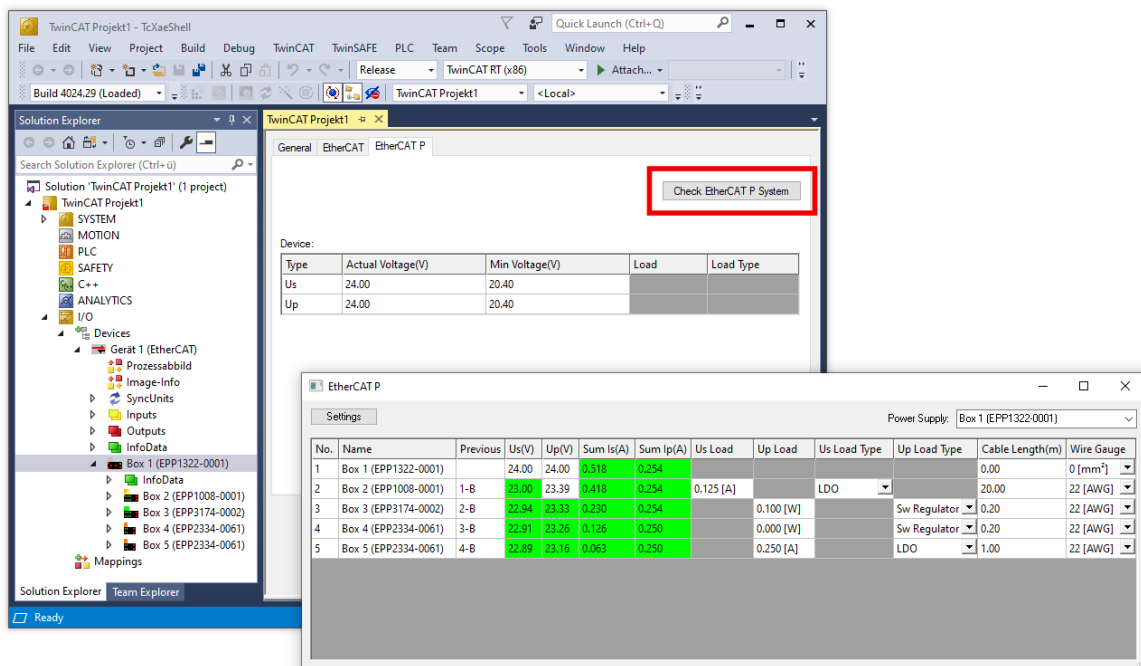 TwinCAT Projekt1 - TcXaeShell
Quick Launch (Ctrl+Q)
File Edit View Project Build Debug TwinCAT TwinSAFE PLC Team Scope Tools Window Help
Release TwinCAT RT (x86) Attach...
Build 4024.29 (Loaded) TwinCAT Projekt1 <Local>
Solution Explorer
Search Solution Explorer (Ctrl+ü)
Solution 'TwinCAT Projekt1' (1 project)
TwinCAT Projekt1
SYSTEM
MOTION
PLC
SAFETY
C++
ANALYTICS
I/O
Devices
Gerät 1 (EtherCAT)
Prozessabbild
Image-Info
SyncUnits
Inputs
Outputs
InfoData
Box 1 (EPP1322-0001)
InfoData
Box 2 (EPP1008-0001)
Box 3 (EPP3174-0002)
Box 4 (EPP2334-0061)
Box 5 (EPP2334-0061)
Mappings
Solution Explorer Team Explorer
Ready
TwinCAT Projekt1
General EtherCAT EtherCAT P
Check EtherCAT P System
Device:
Type Actual Voltage(V) Min Voltage(V) Load Load Type
Us 24.00 20.40
Up 24.00 20.40
EtherCAT P
Settings
Power Supply: Box 1 (EPP1322-0001)
No. Name Previous Us(V) Up(V) Sum Is(A) Sum Ip(A) Us Load Up Load Us Load Type Up Load Type Cable Length(m) Wire Gauge
1 Box 1 (EPP1322-0001) 24.00 24.00 0.518 0.254 0.00 0 [mm²]
2 Box 2 (EPP1008-0001) 1-B 23.00 23.39 0.418 0.254 0.125 [A] LDO 20.00 22 [AWG]
3 Box 3 (EPP3174-0002) 2-B 22.94 23.33 0.230 0.254 0.100 [W] Sw Regulator 0.20 22 [AWG]
4 Box 4 (EPP2334-0061) 3-B 22.91 23.26 0.126 0.250 0.000 [W] Sw Regulator 0.20 22 [AWG]
5 Box 5 (EPP2334-0061) 4-B 22.89 23.16 0.063 0.250 0.250 [A] LDO 1.00 22 [AWG]